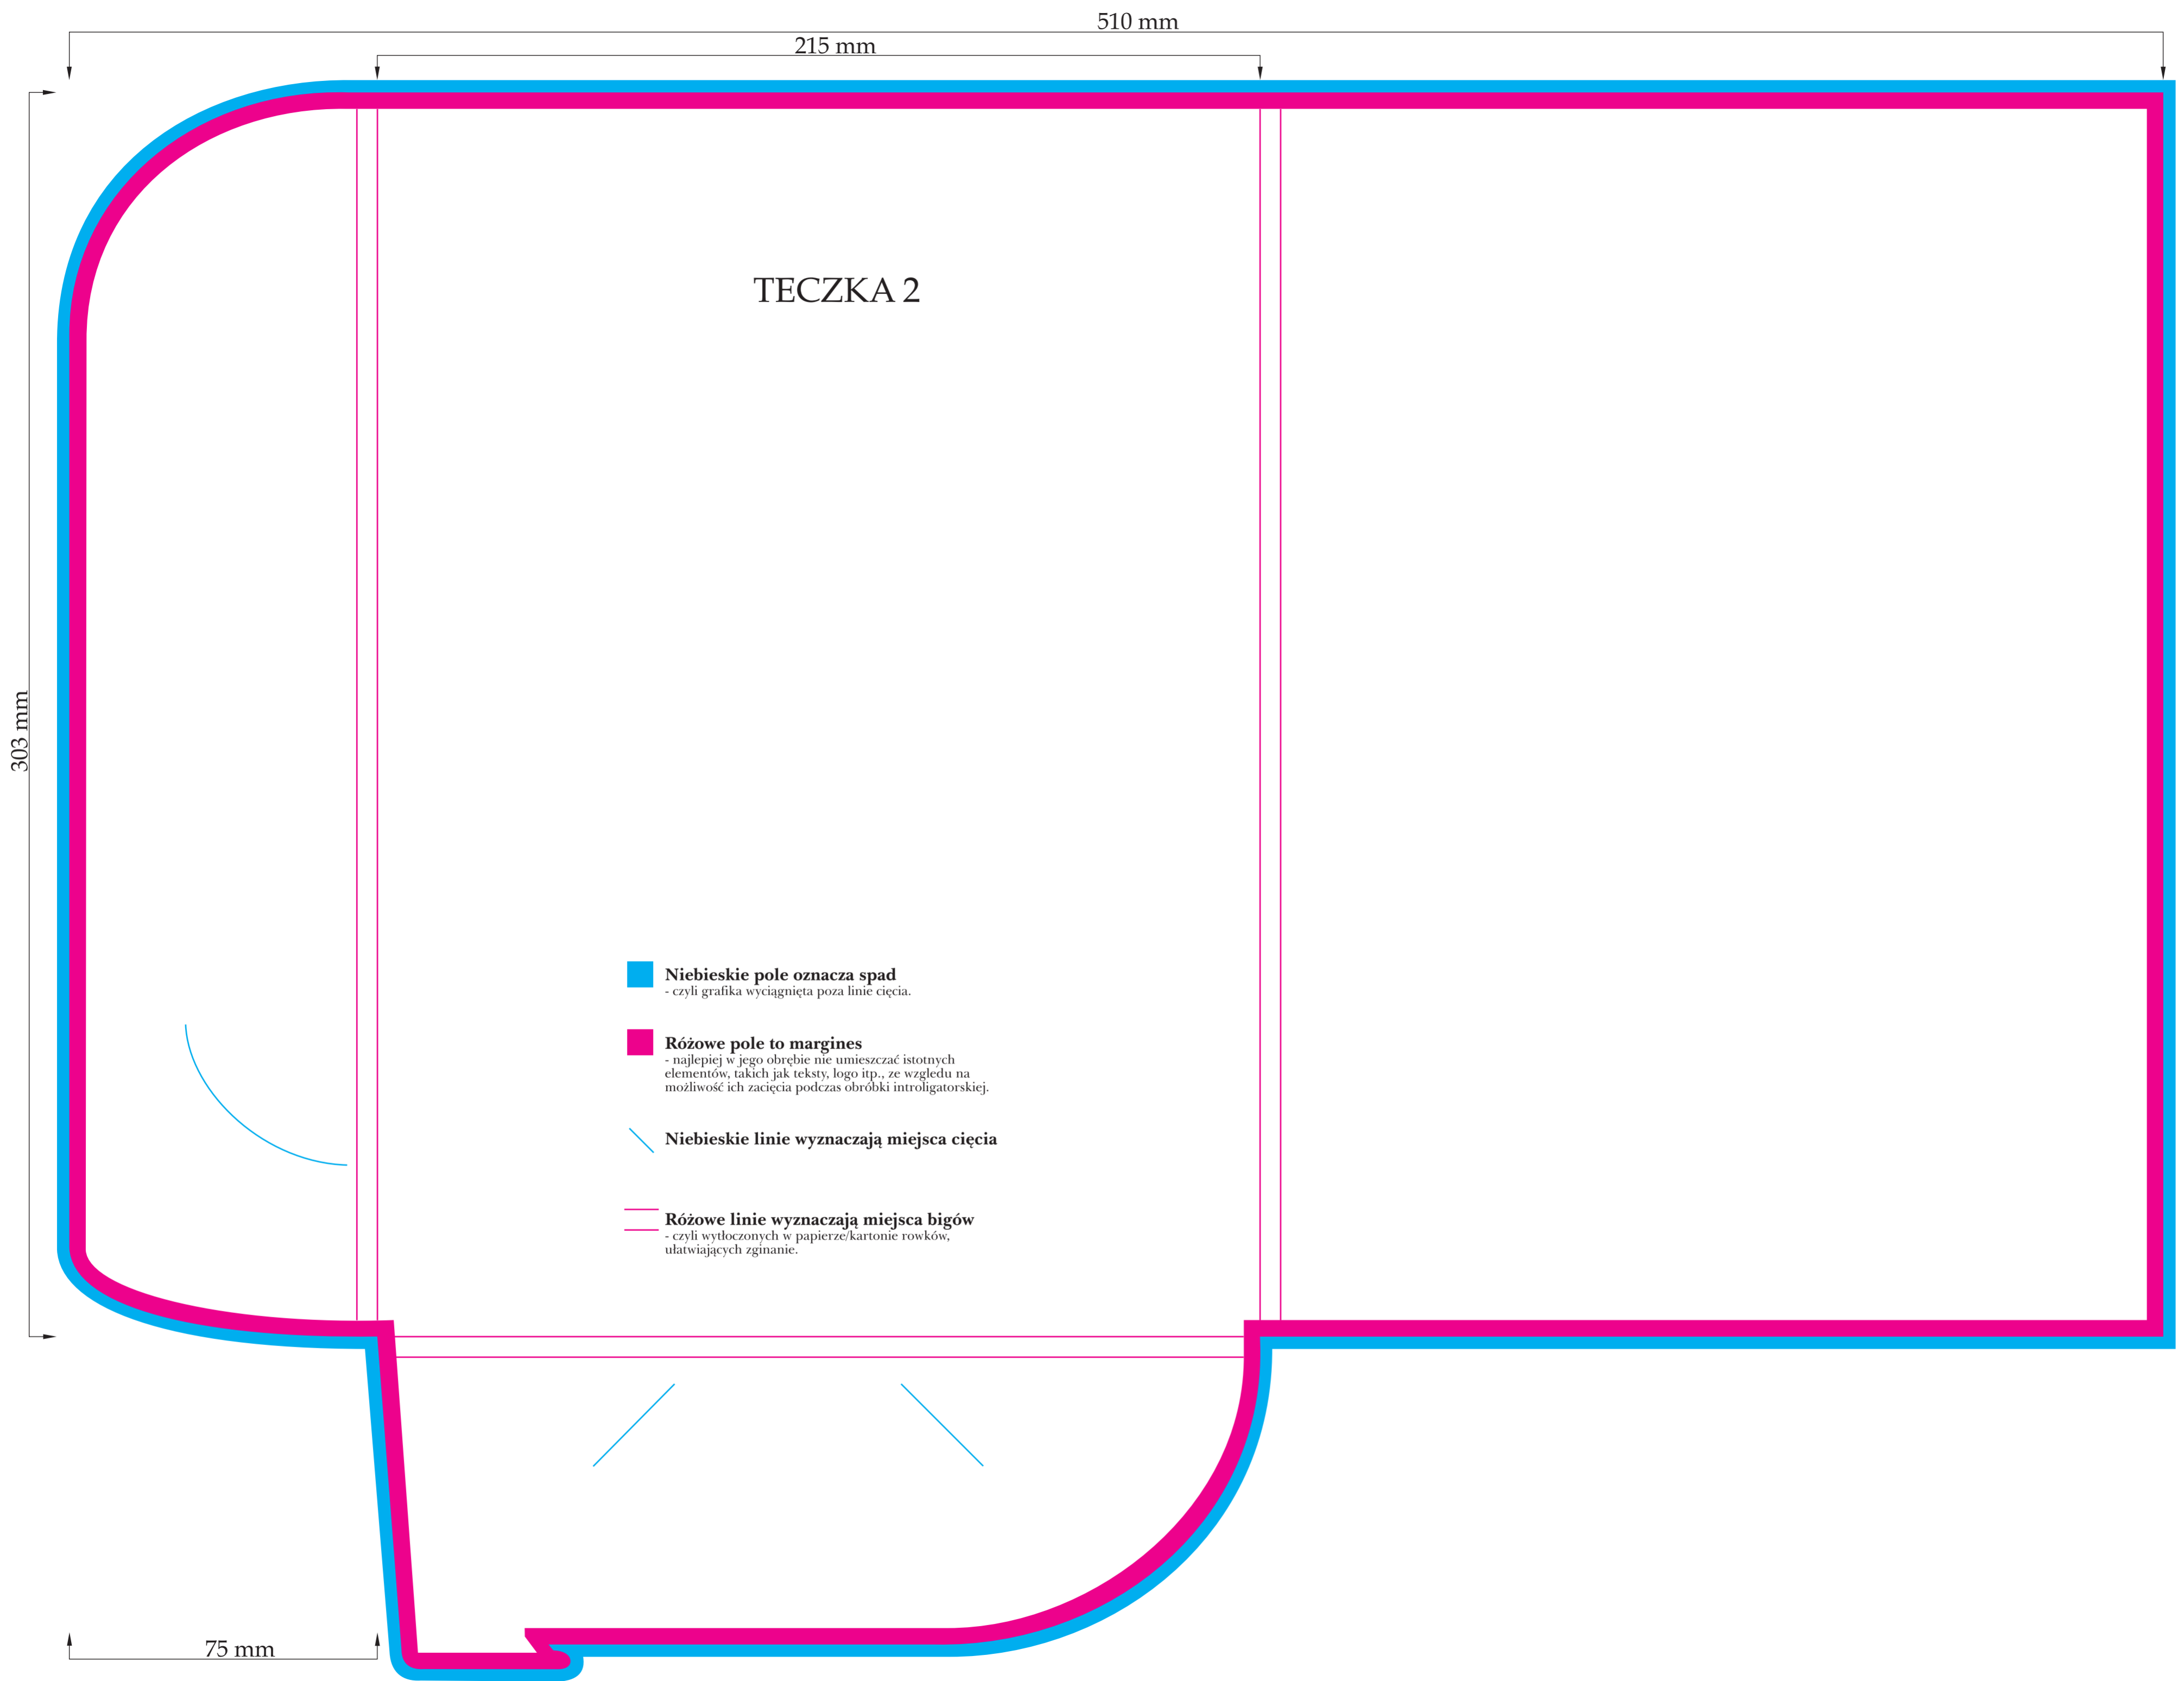 510 mm
215 mm
TECZKA 2
303 mm
Niebieskie pole oznacza spad
- czyli grafika wyciągnięta poza linie cięcia.
Różowe pole to margines
- najlepiej w jego obrębie nie umieszczać istotnych
elementów, takich jak teksty, logo itp., ze względu na
możliwość ich zacięcia podczas obróbki introligatorskiej.
Niebieskie linie wyznaczają miejsca cięcia
Różowe linie wyznaczają miejsca bigów
- czyli wytłoczonych w papierze/kartonie rowków,
ułatwiających zginanie.
75 mm